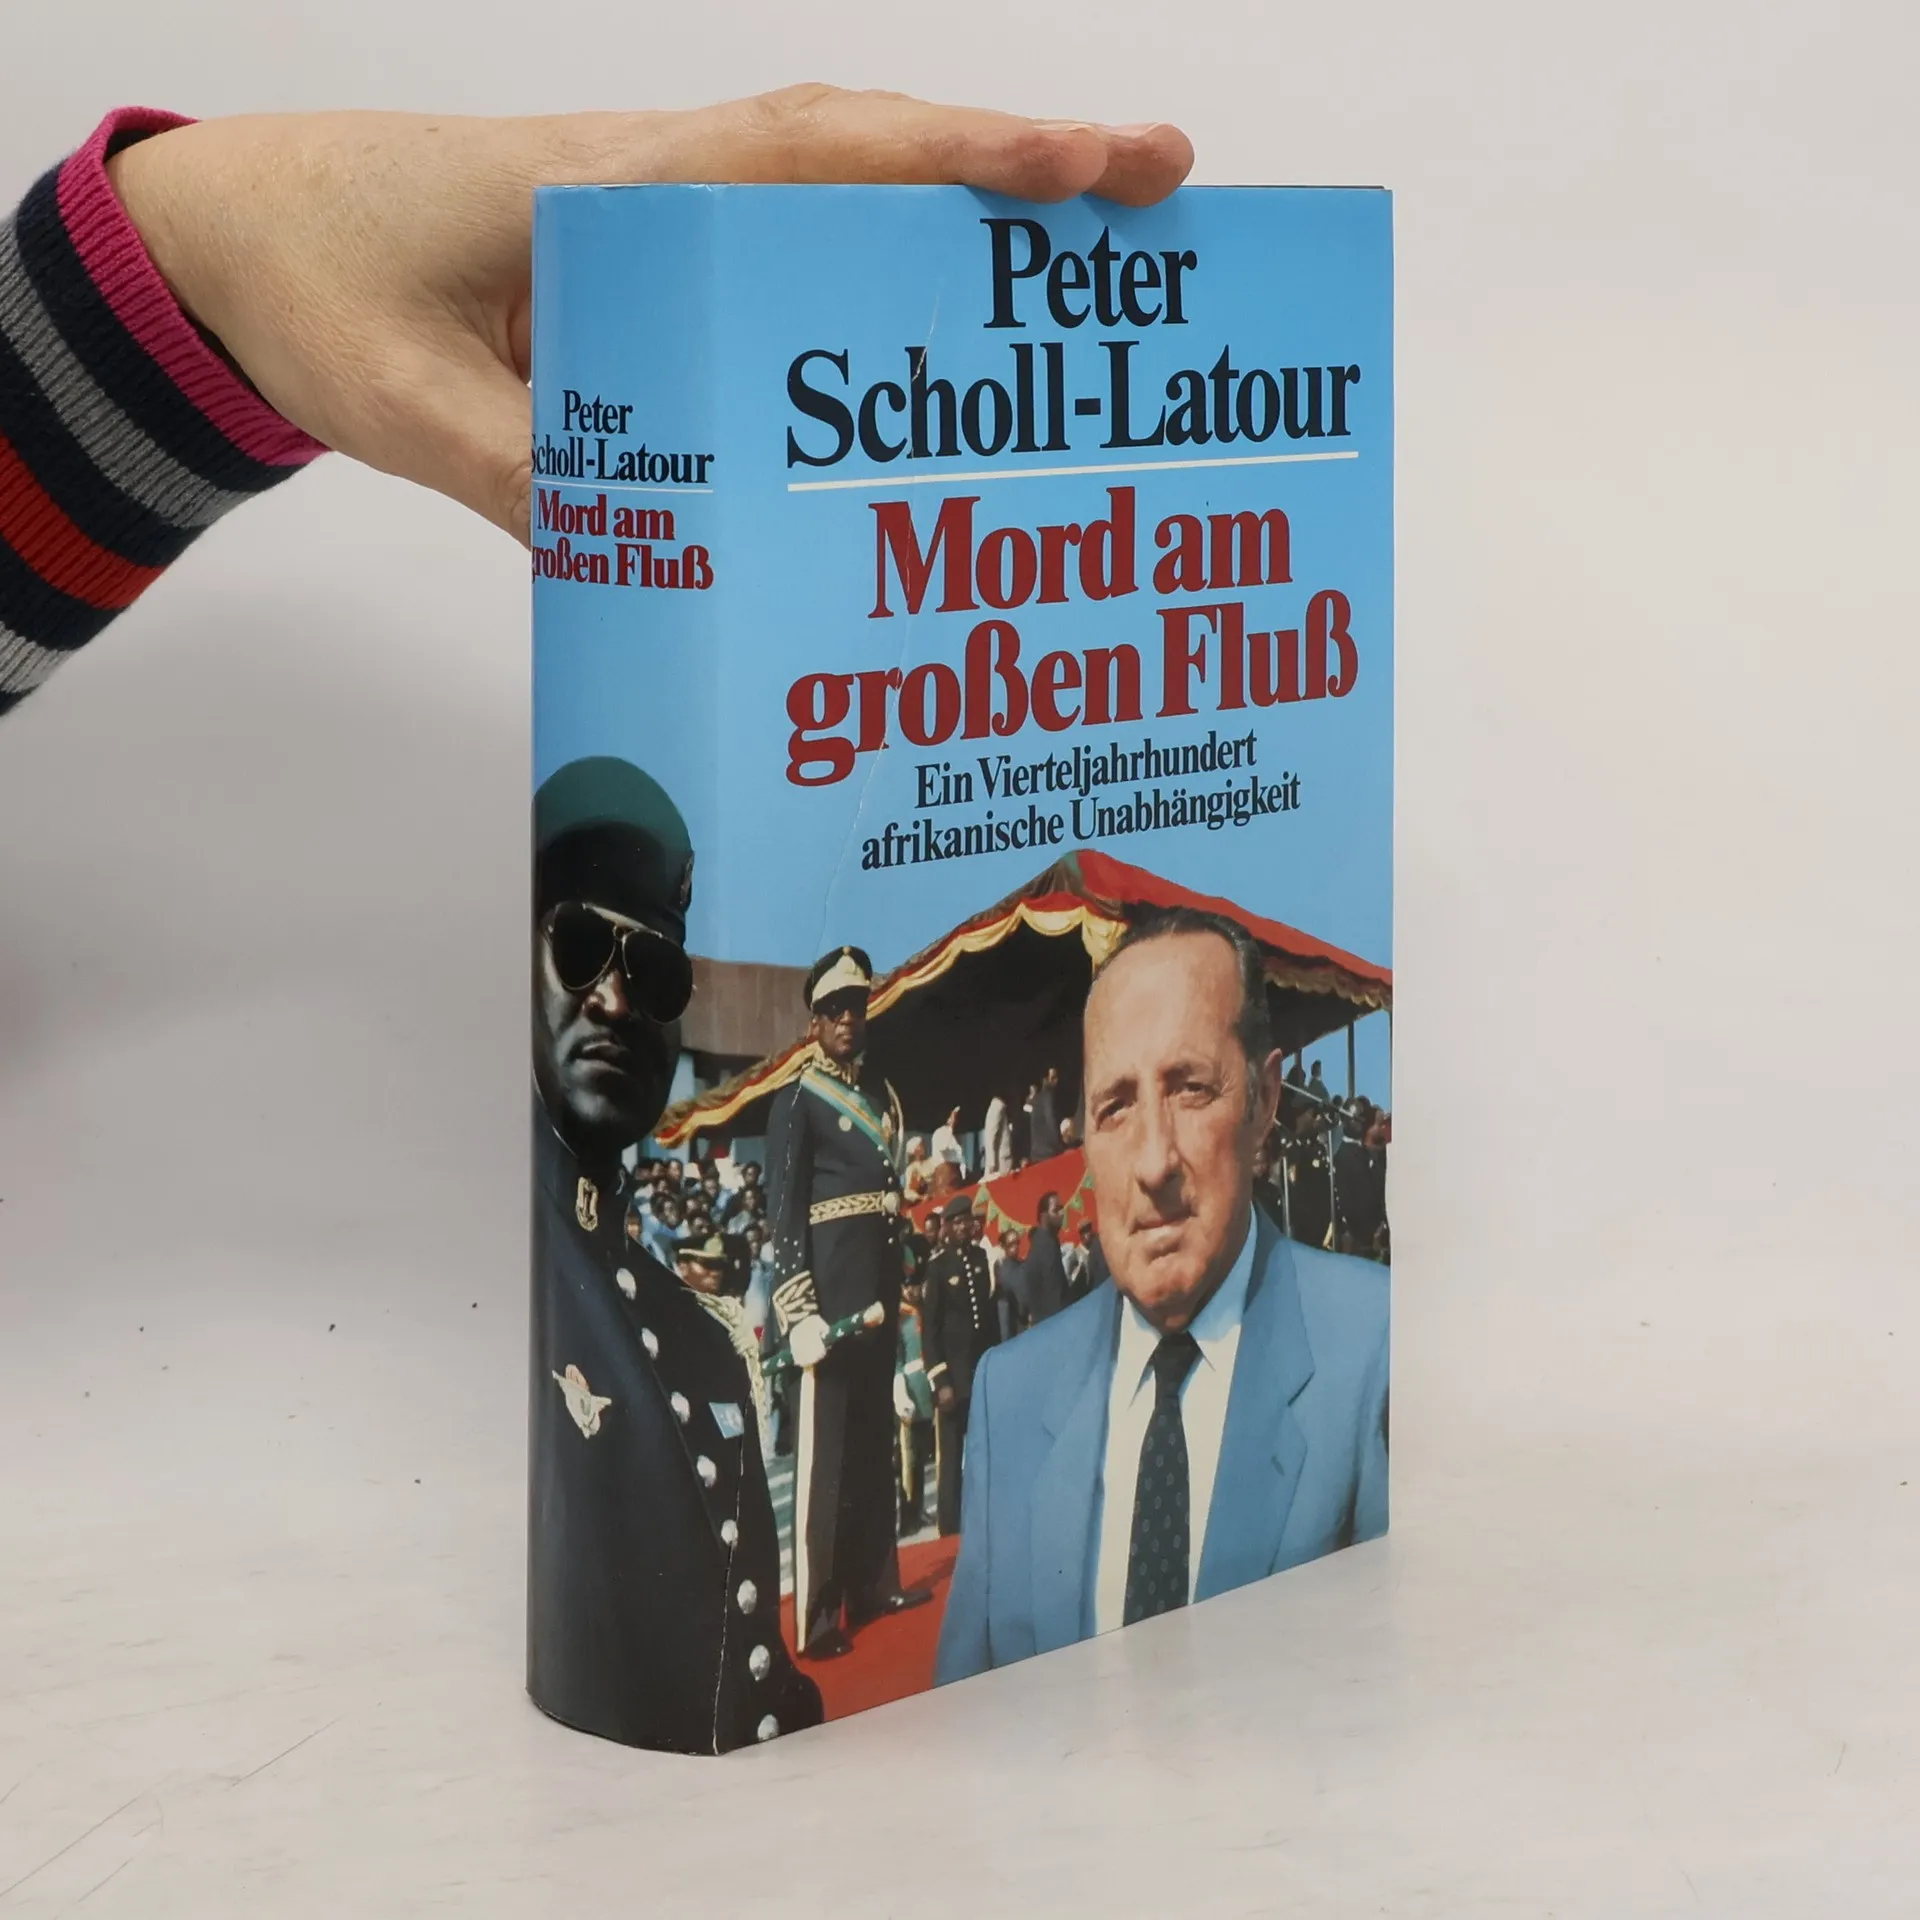 Peter
Scholl-Latour
Mord am
großen Fluß
Peter
Scholl-Latour
Mord am
großen Fluß
Ein Vierteljahrhundert
afrikanische Unabhängigkeit